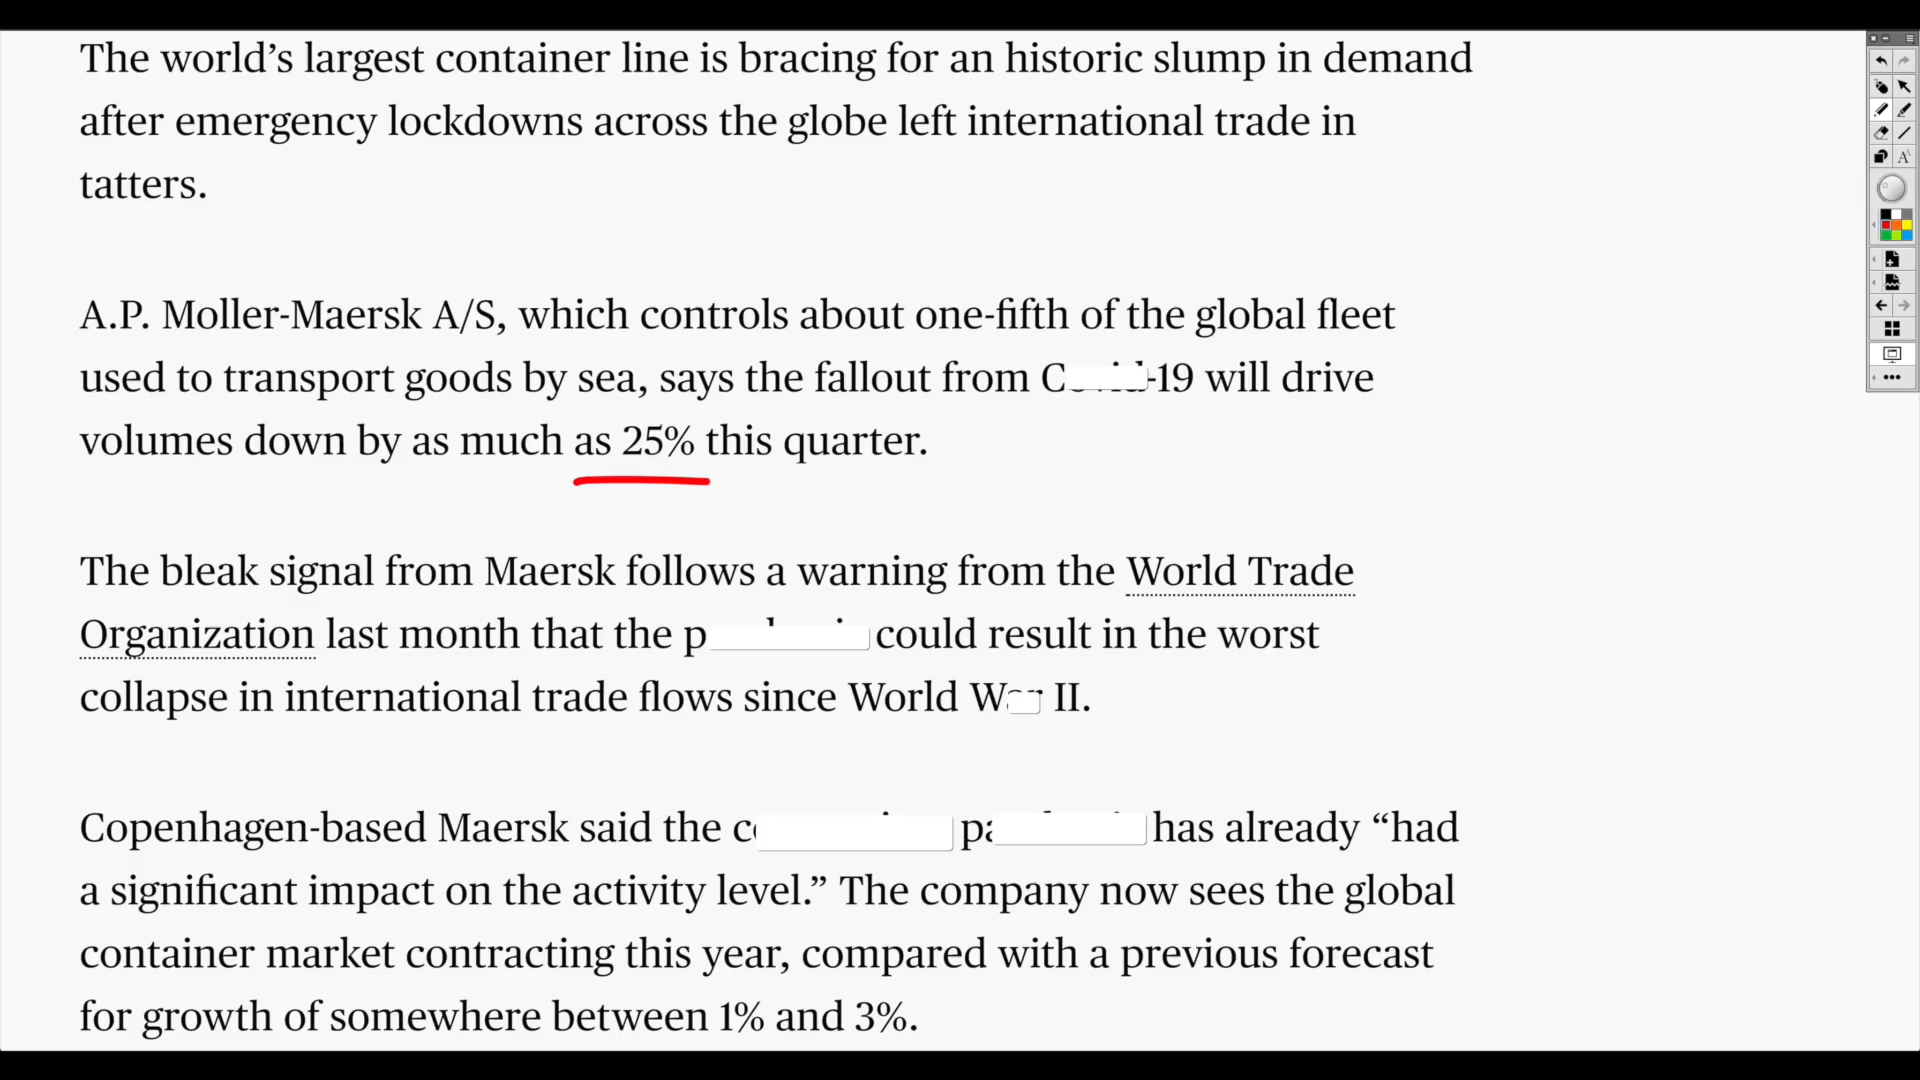 The world’s largest container line is bracing for an historic slump in demand
after emergency lockdowns across the globe left international trade in
tatters.
A.P. Moller-Maersk A/S, which controls about one-fifth of the global fleet
used to transport goods by sea, says the fallout from Covid-19 will drive
volumes down by as much as 25% this quarter.
The bleak signal from Maersk follows a warning from the World Trade
Organization last month that the could result in the worst
collapse in international trade flows since World War II.
Copenhagen-based Maersk said the has already “had
a significant impact on the activity level.” The company now sees the global
container market contracting this year, compared with a previous forecast
for growth of somewhere between 1% and 3%.